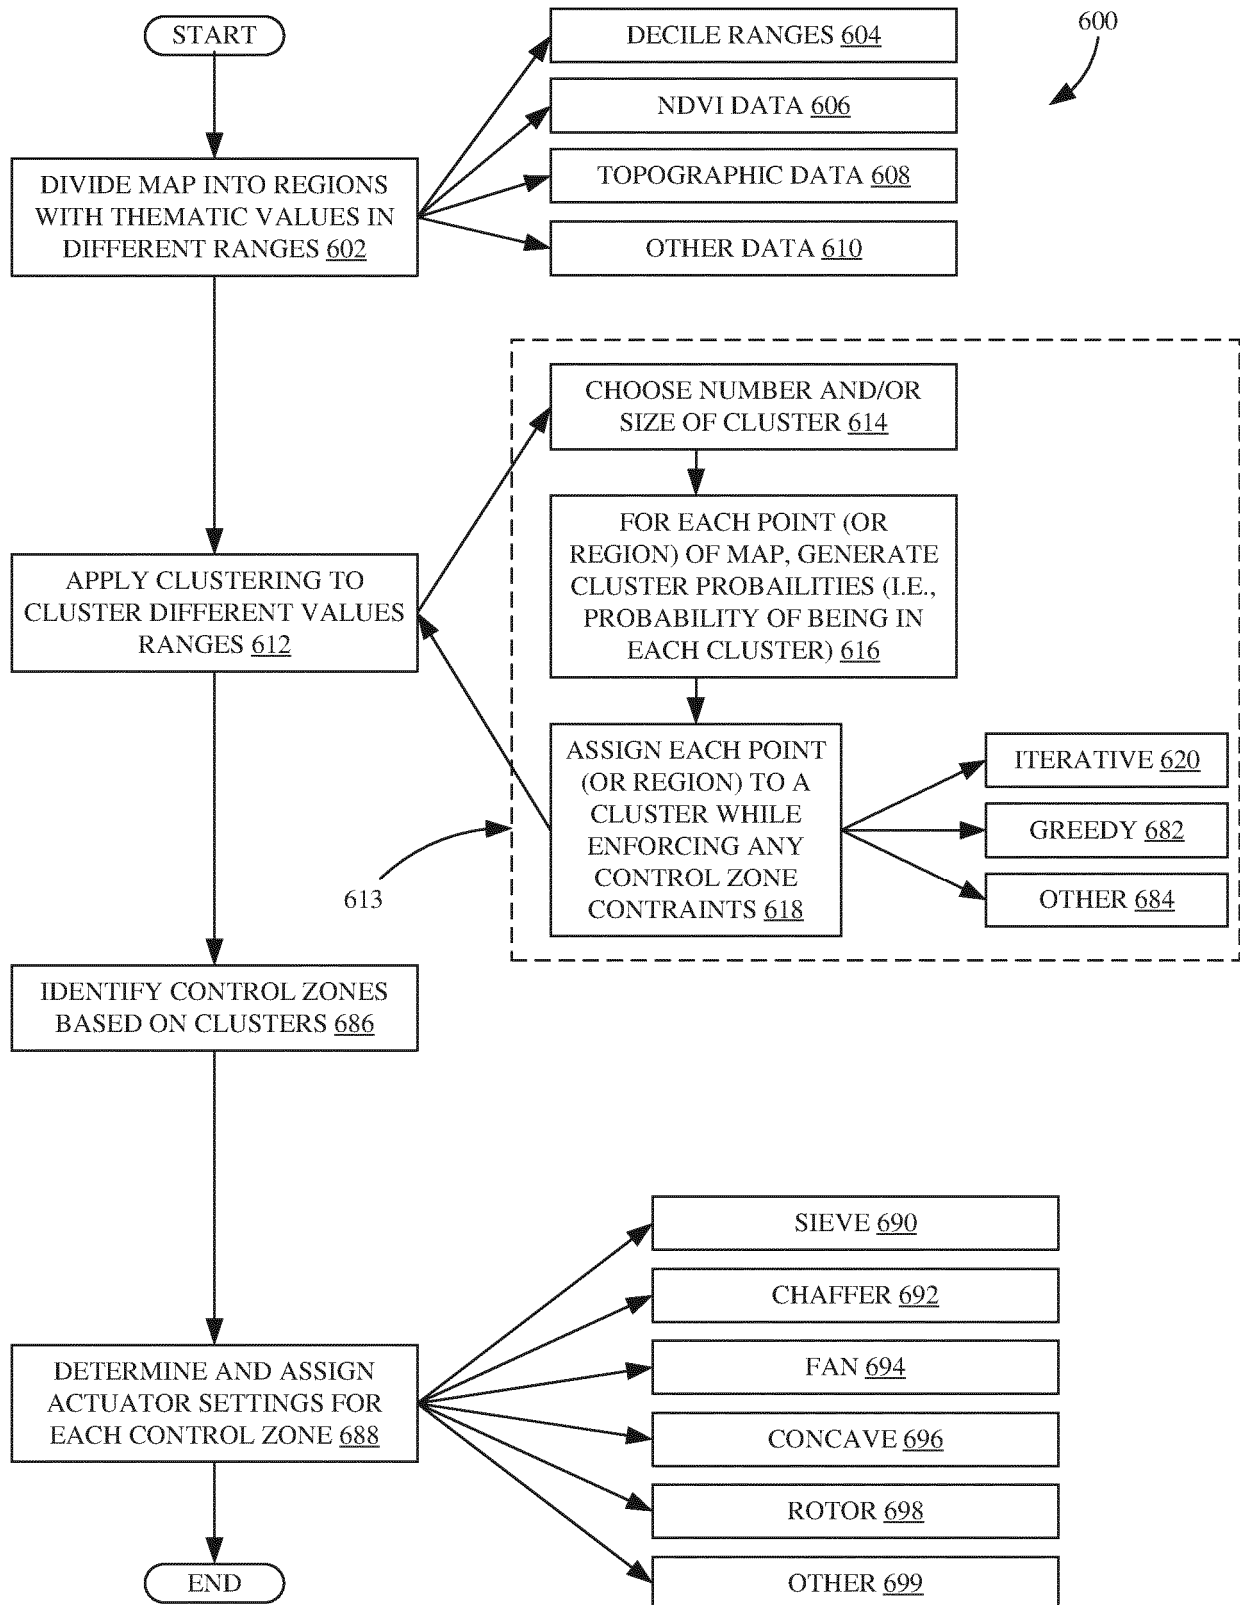 START
DECILE RANGES 604
600
NDVI DATA 606
DIVIDE MAP INTO REGIONS
WITH THEMATIC VALUES IN
DIFFERENT RANGES 602
TOPOGRAPHIC DATA 608
OTHER DATA 610
CHOOSE NUMBER AND/OR
SIZE OF CLUSTER 614
FOR EACH POINT (OR
REGION) OF MAP, GENERATE
CLUSTER PROBAILITIES (I.E.,
PROBABILITY OF BEING IN
EACH CLUSTER) 616
APPLY CLUSTERING TO
CLUSTER DIFFERENT VALUES
RANGES 612
ASSIGN EACH POINT
(OR REGION) TO A
CLUSTER WHILE
ENFORCING ANY
CONTROL ZONE
CONTRAINTS 618
ITERATIVE 620
GREEDY 682
OTHER 684
613
IDENTIFY CONTROL ZONES
BASED ON CLUSTERS 686
SIEVE 690
CHAFFER 692
DETERMINE AND ASSIGN
ACTUATOR SETTINGS FOR
EACH CONTROL ZONE 688
FAN 694
CONCAVE 696
ROTOR 698
OTHER 699
END